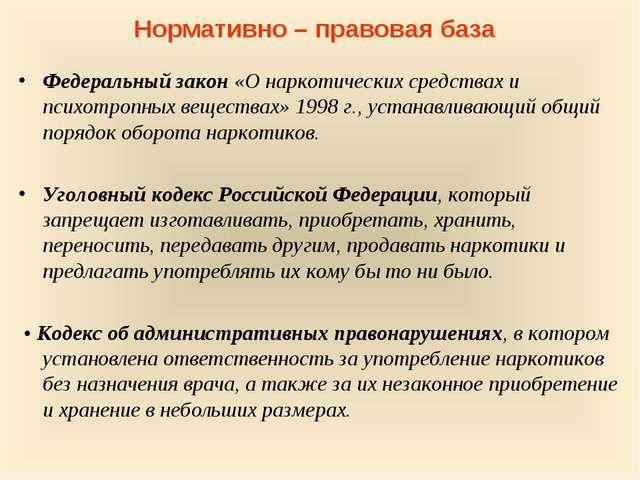 Нормативно – правовая база
• Федеральный закон «О наркотических средствах и
психотропных веществах» 1998 г., устанавливающий общий
порядок оборота наркотиков.
• Уголовный кодекс Российской Федерации, который
запрещает изготавливать, приобретать, хранить,
переносить, передавать другим, продавать наркотики и
предлагать употреблять их кому бы то ни было.
• Кодекс об административных правонарушениях, в котором
установлена ответственность за употребление наркотиков
без назначения врача, а также за их незаконное приобретение
и хранение в небольших размерах.